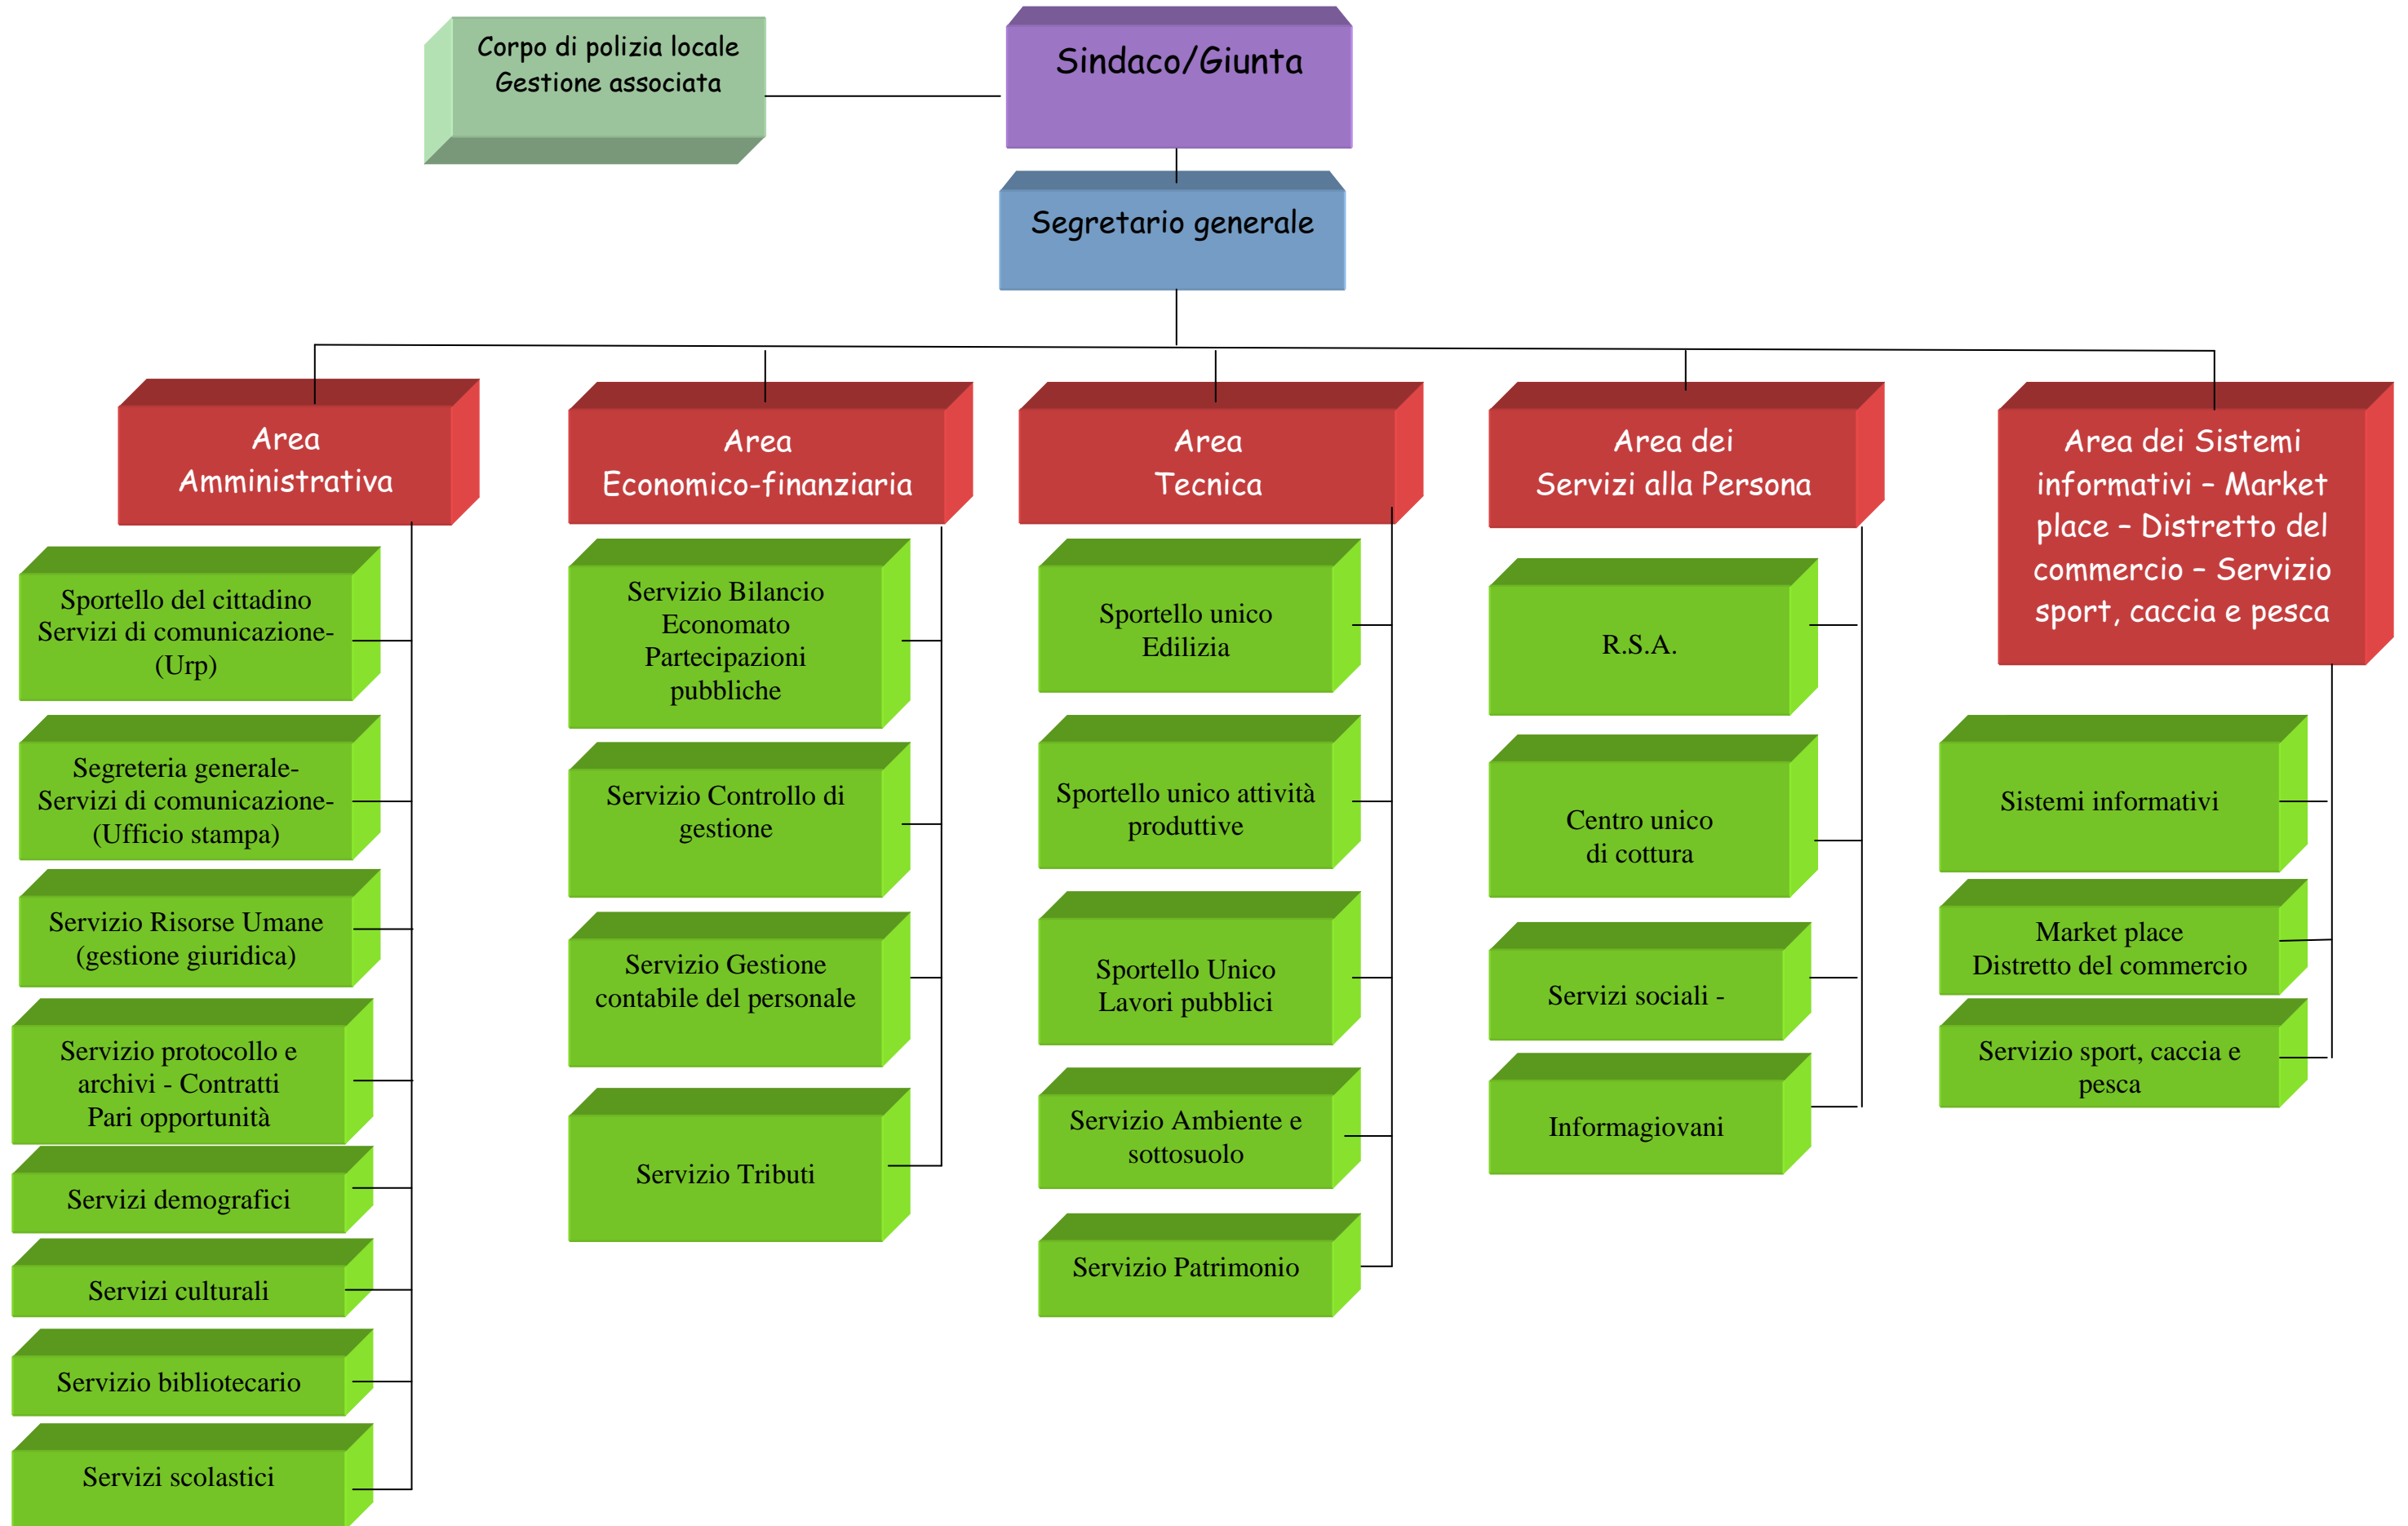 Corpo di polizia locale
Gestione associata
Sindaco/Giunta
Segretario generale
Area
Amministrativa
Sportello del cittadino
Servizi di comunicazione-
(Urp)
Segreteria generale-
Servizi di comunicazione-
(Ufficio stampa)
Servizio Risorse Umane
(gestione giuridica)
Servizio protocollo e
archivi - Contratti
Pari opportunità
Servizi demografici
Servizi culturali
Servizio bibliotecario
Servizi scolastici
Area
Economico-finanziaria
Servizio Bilancio
Economato
Partecipazioni
pubbliche
Servizio Controllo di
gestione
Servizio Gestione
contabile del personale
Servizio Tributi
Area
Tecnica
Sportello unico
Edilizia
Sportello unico attività
produttive
Sportello Unico
Lavori pubblici
Servizio Ambiente e
sottosuolo
Servizio Patrimonio
Area dei
Servizi alla Persona
R.S.A.
Centro unico
di cottura
Servizi sociali -
Informagiovani
Area dei Sistemi
informativi – Market
place – Distretto del
commercio – Servizio
sport, caccia e pesca
Sistemi informativi
Market place
Distretto del commercio
Servizio sport, caccia e
pesca